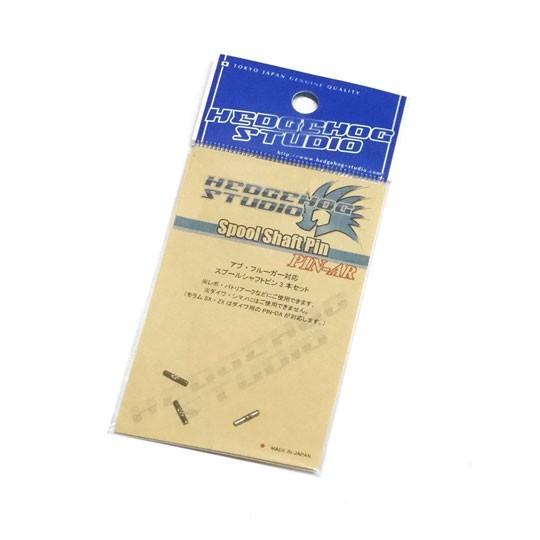 TOKYO JAPAN GENUINE QUALITY
HEDGEHOG
STUDIO
http://www.hedgehog-studio.com
HEDGEHOG
STUDIO
Spool Shaft Pin
PIN-AR
アブ・フルーガー対応
スプールシャフトピン3本セット
※レボ・パトリアークなどにご使用できます。
※ダイワ・シマノにはご使用できません。
(モラムSX・ZXはダイワ用のPIN-DAが対応します。)
HEDGEHOG
STUDIO
MADE IN JAPAN